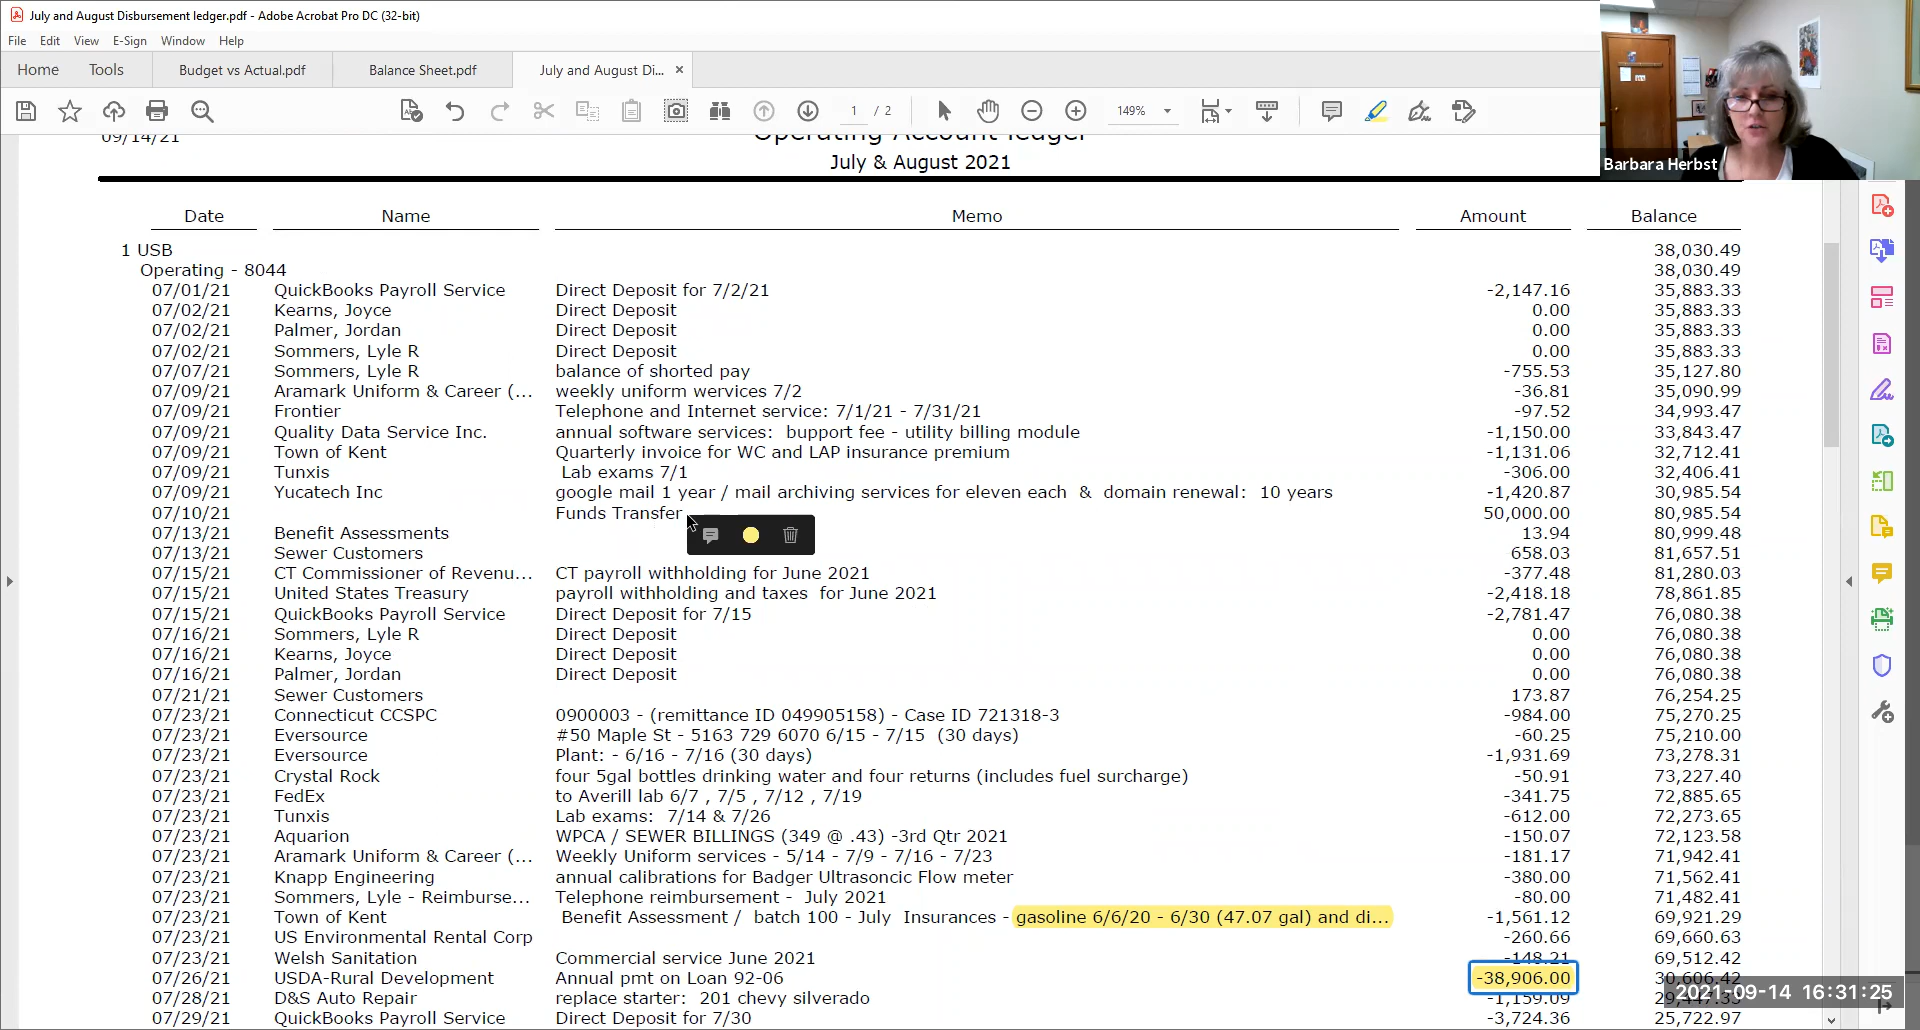 July and August Disbursement ledger.pdf - Adobe Acrobat Pro DC (32-bit)
File Edit View E-Sign Window Help
Home Tools Budget vs Actual.pdf Balance Sheet.pdf July and August Di... ×
1 / 2 149%
Barbara Herbst
09/14/21 Operating Account ledger
July & August 2021
Date Name Memo Amount Balance
1 USB 38,030.49
Operating - 8044 38,030.49
07/01/21 QuickBooks Payroll Service Direct Deposit for 7/2/21 -2,147.16 35,883.33
07/02/21 Kearns, Joyce Direct Deposit 0.00 35,883.33
07/02/21 Palmer, Jordan Direct Deposit 0.00 35,883.33
07/02/21 Sommers, Lyle R Direct Deposit 0.00 35,883.33
07/07/21 Sommers, Lyle R balance of shorted pay -755.53 35,127.80
07/09/21 Aramark Uniform & Career (... weekly uniform wervices 7/2 -36.81 35,090.99
07/09/21 Frontier Telephone and Internet service: 7/1/21 - 7/31/21 -97.52 34,993.47
07/09/21 Quality Data Service Inc. annual software services: bupport fee - utility billing module -1,150.00 33,843.47
07/09/21 Town of Kent Quarterly invoice for WC and LAP insurance premium -1,131.06 32,712.41
07/09/21 Tunxis Lab exams 7/1 -306.00 32,406.41
07/09/21 Yucatech Inc google mail 1 year / mail archiving services for eleven each & domain renewal: 10 years -1,420.87 30,985.54
07/10/21 Funds Transfer 50,000.00 80,985.54
07/13/21 Benefit Assessments 13.94 80,999.48
07/13/21 Sewer Customers 658.03 81,657.51
07/15/21 CT Commissioner of Revenu... CT payroll withholding for June 2021 -377.48 81,280.03
07/15/21 United States Treasury payroll withholding and taxes for June 2021 -2,418.18 78,861.85
07/15/21 QuickBooks Payroll Service Direct Deposit for 7/15 -2,781.47 76,080.38
07/16/21 Sommers, Lyle R Direct Deposit 0.00 76,080.38
07/16/21 Kearns, Joyce Direct Deposit 0.00 76,080.38
07/16/21 Palmer, Jordan Direct Deposit 0.00 76,080.38
07/21/21 Sewer Customers 173.87 76,254.25
07/23/21 Connecticut CCSPC 0900003 - (remittance ID 049905158) - Case ID 721318-3 -984.00 75,270.25
07/23/21 Eversource #50 Maple St - 5163 729 6070 6/15 - 7/15 (30 days) -60.25 75,210.00
07/23/21 Eversource Plant: - 6/16 - 7/16 (30 days) -1,931.69 73,278.31
07/23/21 Crystal Rock four 5gal bottles drinking water and four returns (includes fuel surcharge) -50.91 73,227.40
07/23/21 FedEx to Averill lab 6/7 , 7/5 , 7/12 , 7/19 -341.75 72,885.65
07/23/21 Tunxis Lab exams: 7/14 & 7/26 -612.00 72,273.65
07/23/21 Aquarion WPCA / SEWER BILLINGS (349 @ .43) -3rd Qtr 2021 -150.07 72,123.58
07/23/21 Aramark Uniform & Career (... Weekly Uniform services - 5/14 - 7/9 - 7/16 - 7/23 -181.17 71,942.41
07/23/21 Knapp Engineering annual calibrations for Badger Ultrasoncic Flow meter -380.00 71,562.41
07/23/21 Sommers, Lyle - Reimburse... Telephone reimbursement - July 2021 -80.00 71,482.41
07/23/21 Town of Kent Benefit Assessment / batch 100 - July Insurances - gasoline 6/6/20 - 6/30 (47.07 gal) and di... -1,561.12 69,921.29
07/23/21 US Environmental Rental Corp -260.66 69,660.63
07/23/21 Welsh Sanitation Commercial service June 2021 -148.21 69,512.42
07/26/21 USDA-Rural Development Annual pmt on Loan 92-06 -38,906.00 30,606.42
07/28/21 D&S Auto Repair replace starter: 201 chevy silverado -1,159.09 29,447.33
2021-09-14 16:31:25
07/29/21 QuickBooks Payroll Service Direct Deposit for 7/30 -3,724.36 25,722.97